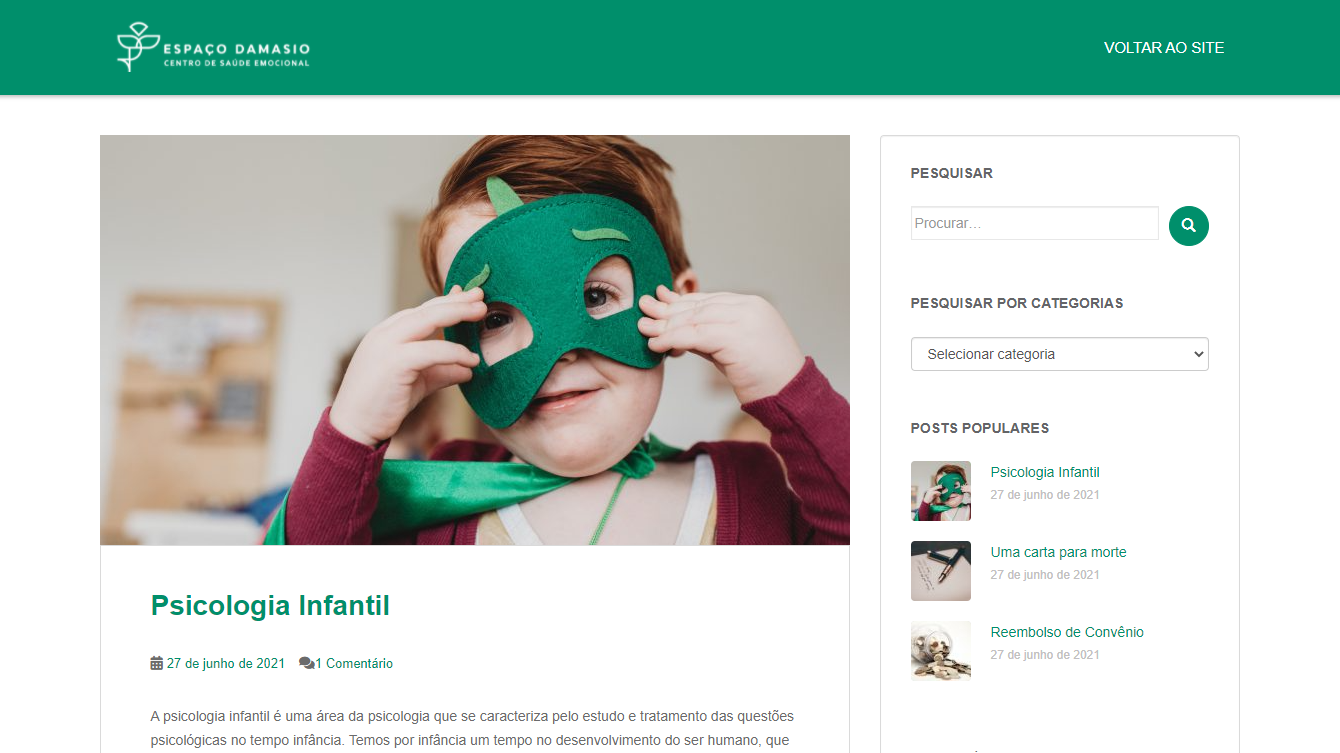 ESPAÇO DAMASIO
CENTRO DE SAÚDE EMOCIONAL
VOLTAR AO SITE
Psicologia Infantil
27 de junho de 2021 1 Comentário
A psicologia infantil é uma área da psicologia que se caracteriza pelo estudo e tratamento das questões
psicológicas no tempo infância. Temos por infância um tempo no desenvolvimento do ser humano, que
PESQUISAR
Procurar…
PESQUISAR POR CATEGORIAS
Selecionar categoria
POSTS POPULARES
Psicologia Infantil
27 de junho de 2021
Uma carta para morte
27 de junho de 2021
Reembolso de Convênio
27 de junho de 2021